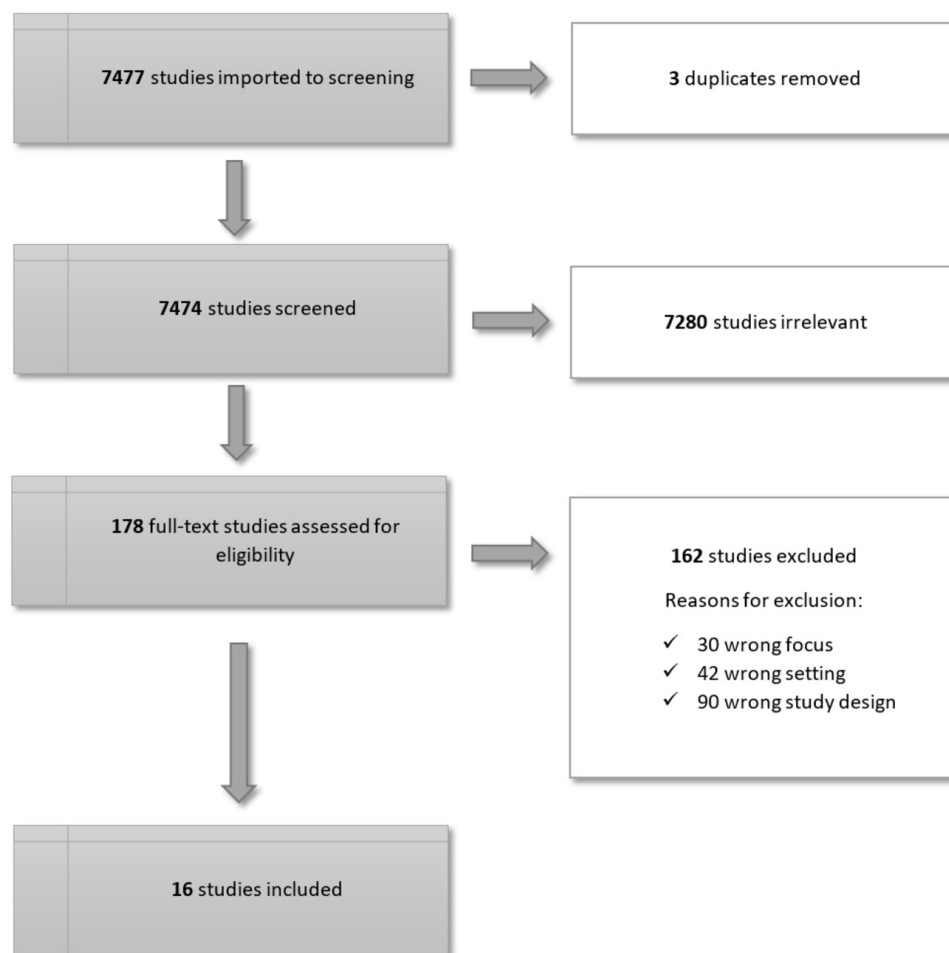 7477 studies imported to screening
3 duplicates removed
7474 studies screened
7280 studies irrelevant
178 full-text studies assessed for
eligibility
162 studies excluded
Reasons for exclusion:
✓ 30 wrong focus
✓ 42 wrong setting
✓ 90 wrong study design
16 studies included